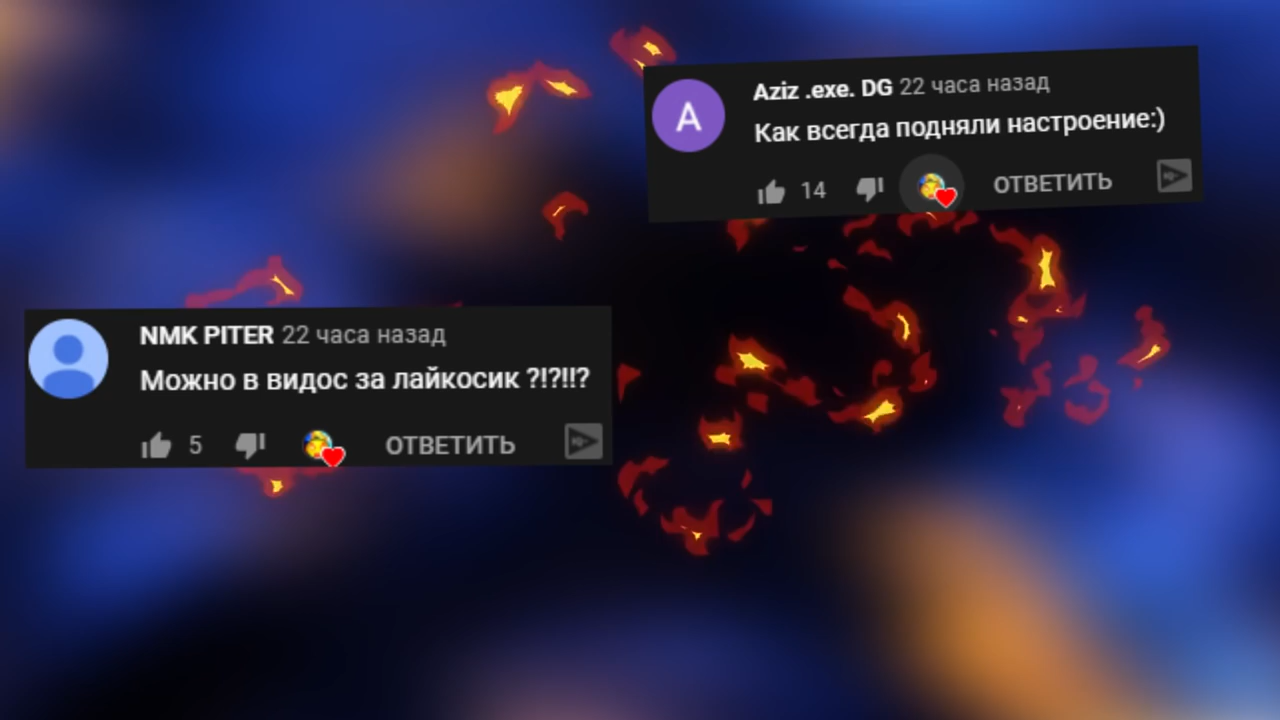 Aziz .exe. DG 22 часа назад
Как всегда подняли настроение:)
14 ОТВЕТИТЬ
NMK PITER 22 часа назад
Можно в видос за лайкосик ?!?!!?
5 ОТВЕТИТЬ